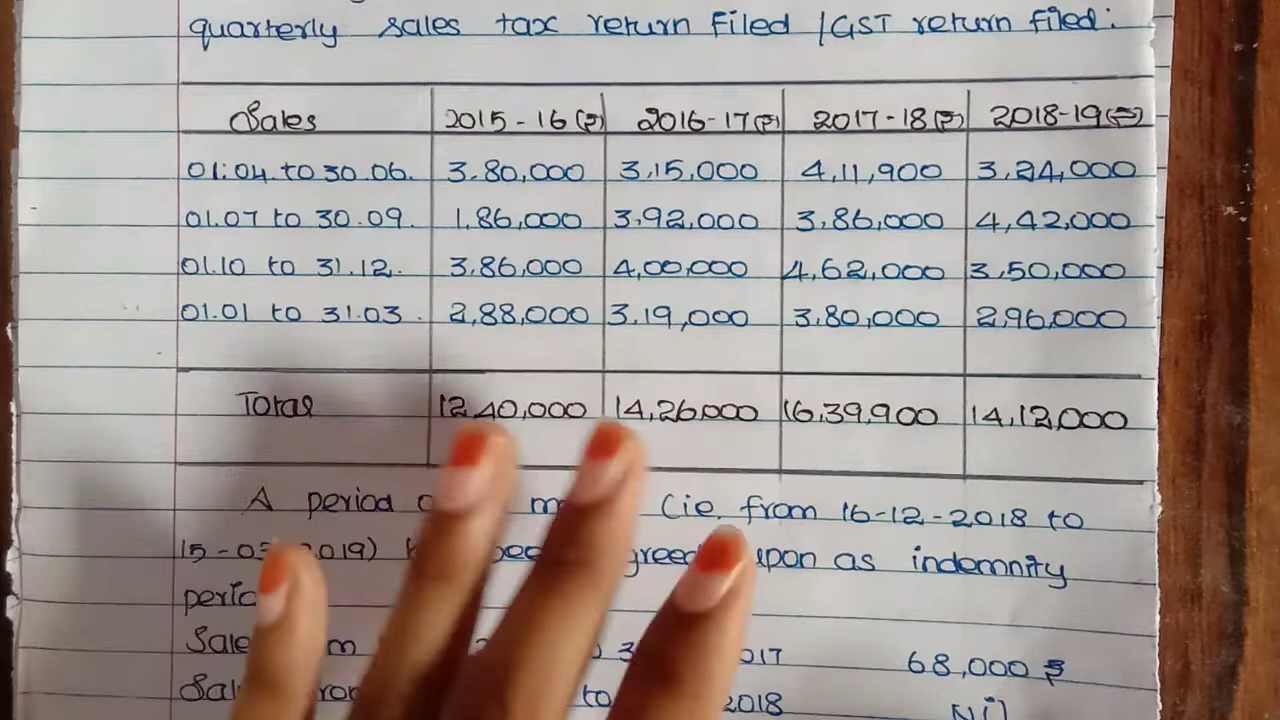 quarterly sales tax return filed /GST return filed:
Sales 2015-16(₹) 2016-17(₹) 2017-18(₹) 2018-19(₹)
01.04 to 30.06. 3,80,000 3,15,000 4,11,900 3,24,000
01.07 to 30.09. 1,86,000 3,92,000 3,86,000 4,42,000
01.10 to 31.12. 3,86,000 4,00,000 4,62,000 3,50,000
01.01 to 31.03. 2,88,000 3,19,000 3,80,000 2,96,000
Total 12,40,000 14,26,000 16,39,900 14,12,000
A period (ie, from 16-12-2018 to
2019) upon as indemnity
68,000 ₹
to 2018 Nil